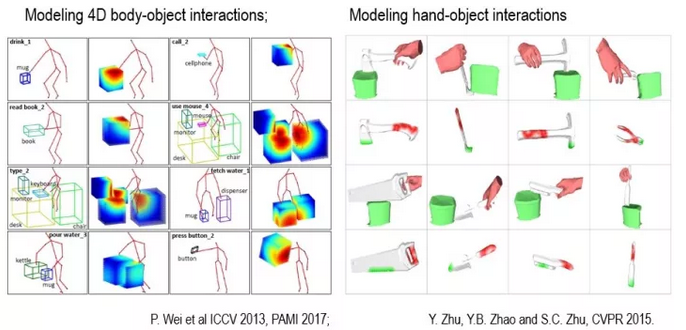 Modeling 4D body-object interactions;
Modeling hand-object interactions
drink_1
mug
call_2
cellphone
read book_2
book
use mouse_4
mouse
monitor
desk
chair
type_2
keyboard
monitor
desk
chair
fetch water_1
dispenser
mug
pour water_3
kettle
mug
press button_2
button
P. Wei et al ICCV 2013, PAMI 2017;
Y. Zhu, Y.B. Zhao and S.C. Zhu, CVPR 2015.